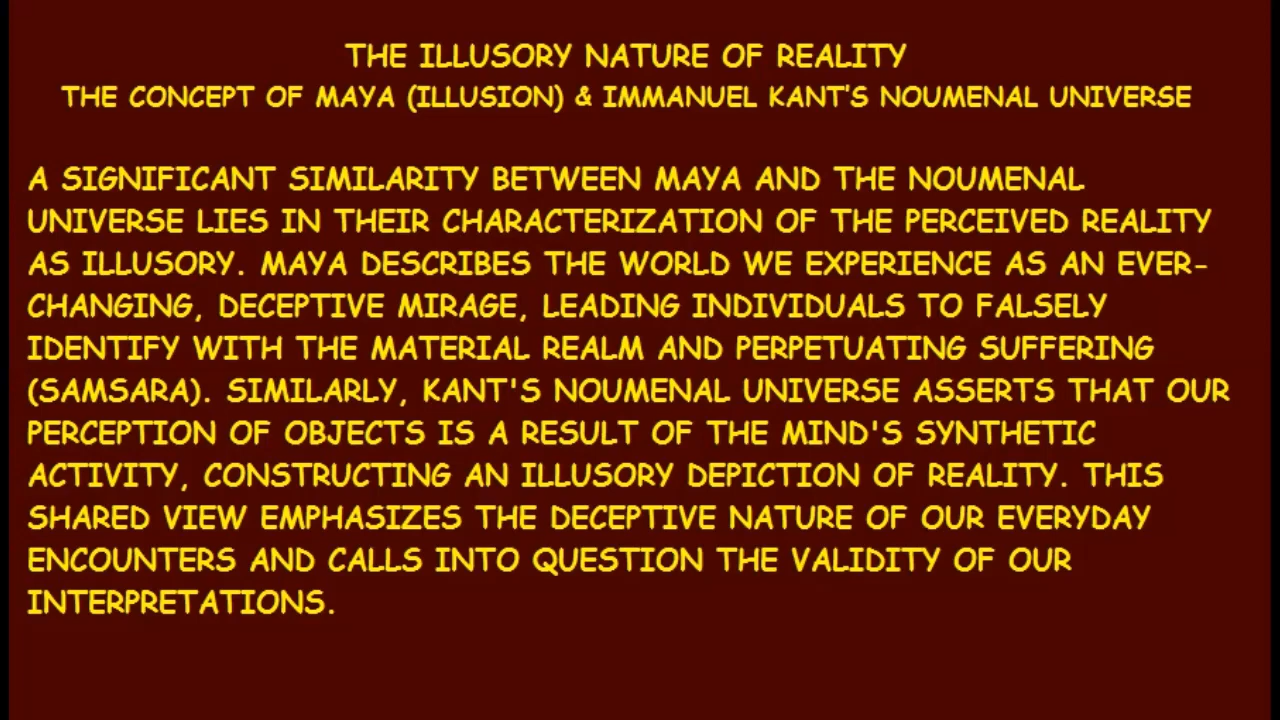 THE ILLUSORY NATURE OF REALITY
THE CONCEPT OF MAYA (ILLUSION) & IMMANUEL KANT'S NOUMENAL UNIVERSE
A SIGNIFICANT SIMILARITY BETWEEN MAYA AND THE NOUMENAL
UNIVERSE LIES IN THEIR CHARACTERIZATION OF THE PERCEIVED REALITY
AS ILLUSORY. MAYA DESCRIBES THE WORLD WE EXPERIENCE AS AN EVER-
CHANGING, DECEPTIVE MIRAGE, LEADING INDIVIDUALS TO FALSELY
IDENTIFY WITH THE MATERIAL REALM AND PERPETUATING SUFFERING
(SAMSARA). SIMILARLY, KANT'S NOUMENAL UNIVERSE ASSERTS THAT OUR
PERCEPTION OF OBJECTS IS A RESULT OF THE MIND'S SYNTHETIC
ACTIVITY, CONSTRUCTING AN ILLUSORY DEPICTION OF REALITY. THIS
SHARED VIEW EMPHASIZES THE DECEPTIVE NATURE OF OUR EVERYDAY
ENCOUNTERS AND CALLS INTO QUESTION THE VALIDITY OF OUR
INTERPRETATIONS.